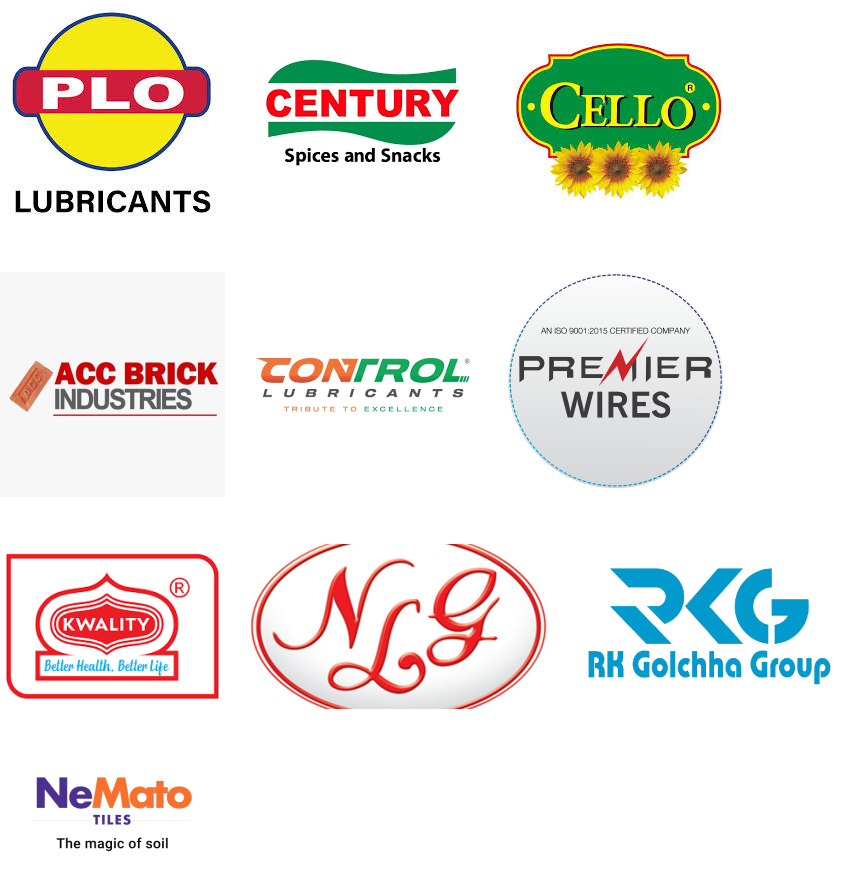 PLO
LUBRICANTS
CENTURY
Spices and Snacks
CELLO®
ACC
ACC BRICK
INDUSTRIES
CONTROL®
LUBRICANTS
TRIBUTE TO EXCELLENCE
AN ISO 9001:2015 CERTIFIED COMPANY
PREMIER
WIRES
®
KWALITY
Better Health, Better Life
NLG
RKG
RK Golchha Group
NeMato
TILES
The magic of soil